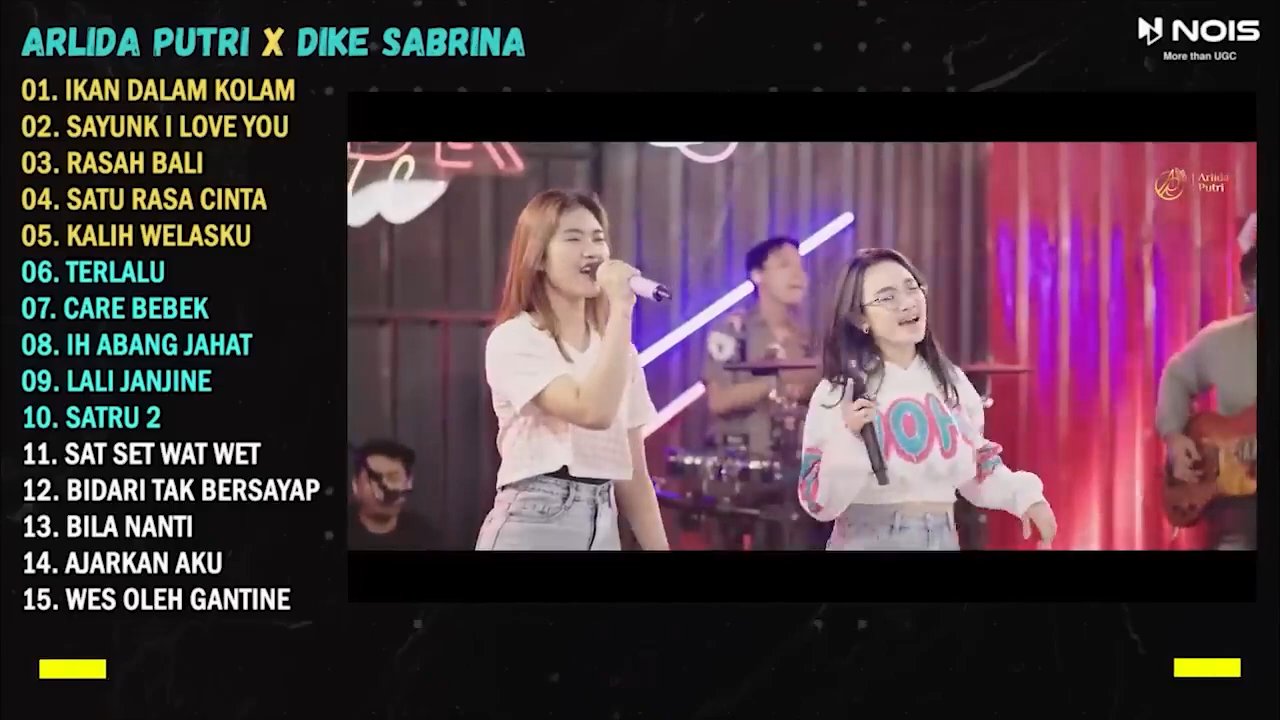 ARLIDA PUTRI X DIKE SABRINA
NOIS
More than UGC
01. IKAN DALAM KOLAM
02. SAYUNK I LOVE YOU
03. RASAH BALI
04. SATU RASA CINTA
05. KALIH WELASKU
06. TERLALU
07. CARE BEBEK
08. IH ABANG JAHAT
09. LALI JANJINE
10. SATRU 2
11. SAT SET WAT WET
12. BIDARI TAK BERSAYAP
13. BILA NANTI
14. AJARKAN AKU
15. WES OLEH GANTINE
Arlida
Putri